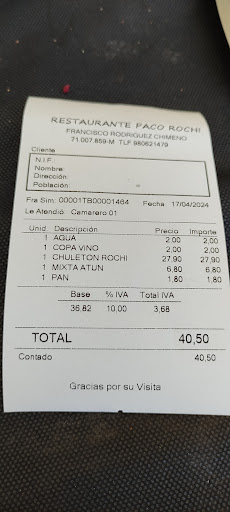 RESTAURANTE PACO ROCHI
FRANCISCO RODRIGUEZ CHIMENO
71.007.859-M TLF 980621479
Cliente
N.I.F.
Nombre:
Dirección:
Población:
Fra Sim: 00001TB00001464 Fecha 17/04/2024
Le Atendió Camarero 01
Unid Descripción Precio Importe
1 AGUA 2,00 2,00
1 COPA VINO 2,00 2,00
1 CHULETON ROCHI 27,90 27,90
1 MIXTA ATUN 6,80 6,80
1 PAN 1,80 1,80
Base % IVA Total IVA
36,82 10,00 3,68
TOTAL 40,50
Contado 40,50
Gracias por su Visita